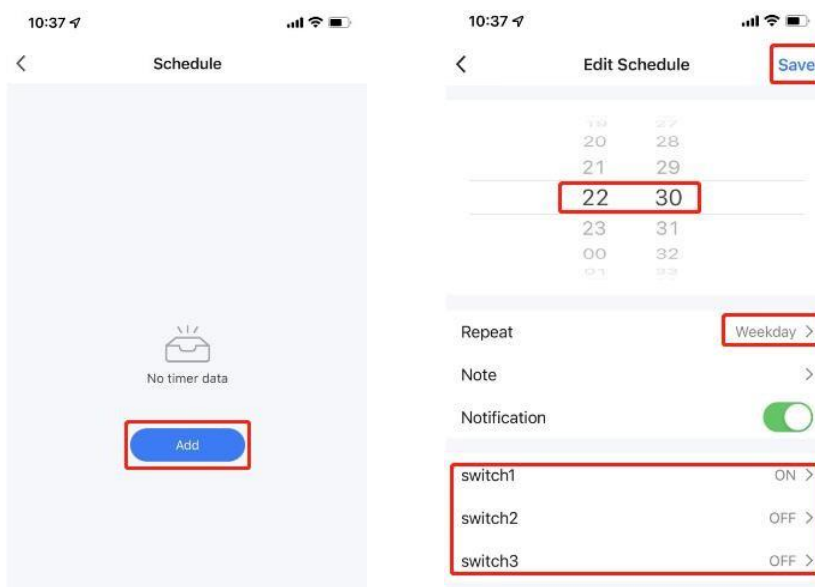 10:37
Schedule
No timer data
Add
10:37
Edit Schedule
Save
20 28
21 29
22 30
23 31
00 32
Repeat Weekday
Note
Notification
switch1 ON
switch2 OFF
switch3 OFF